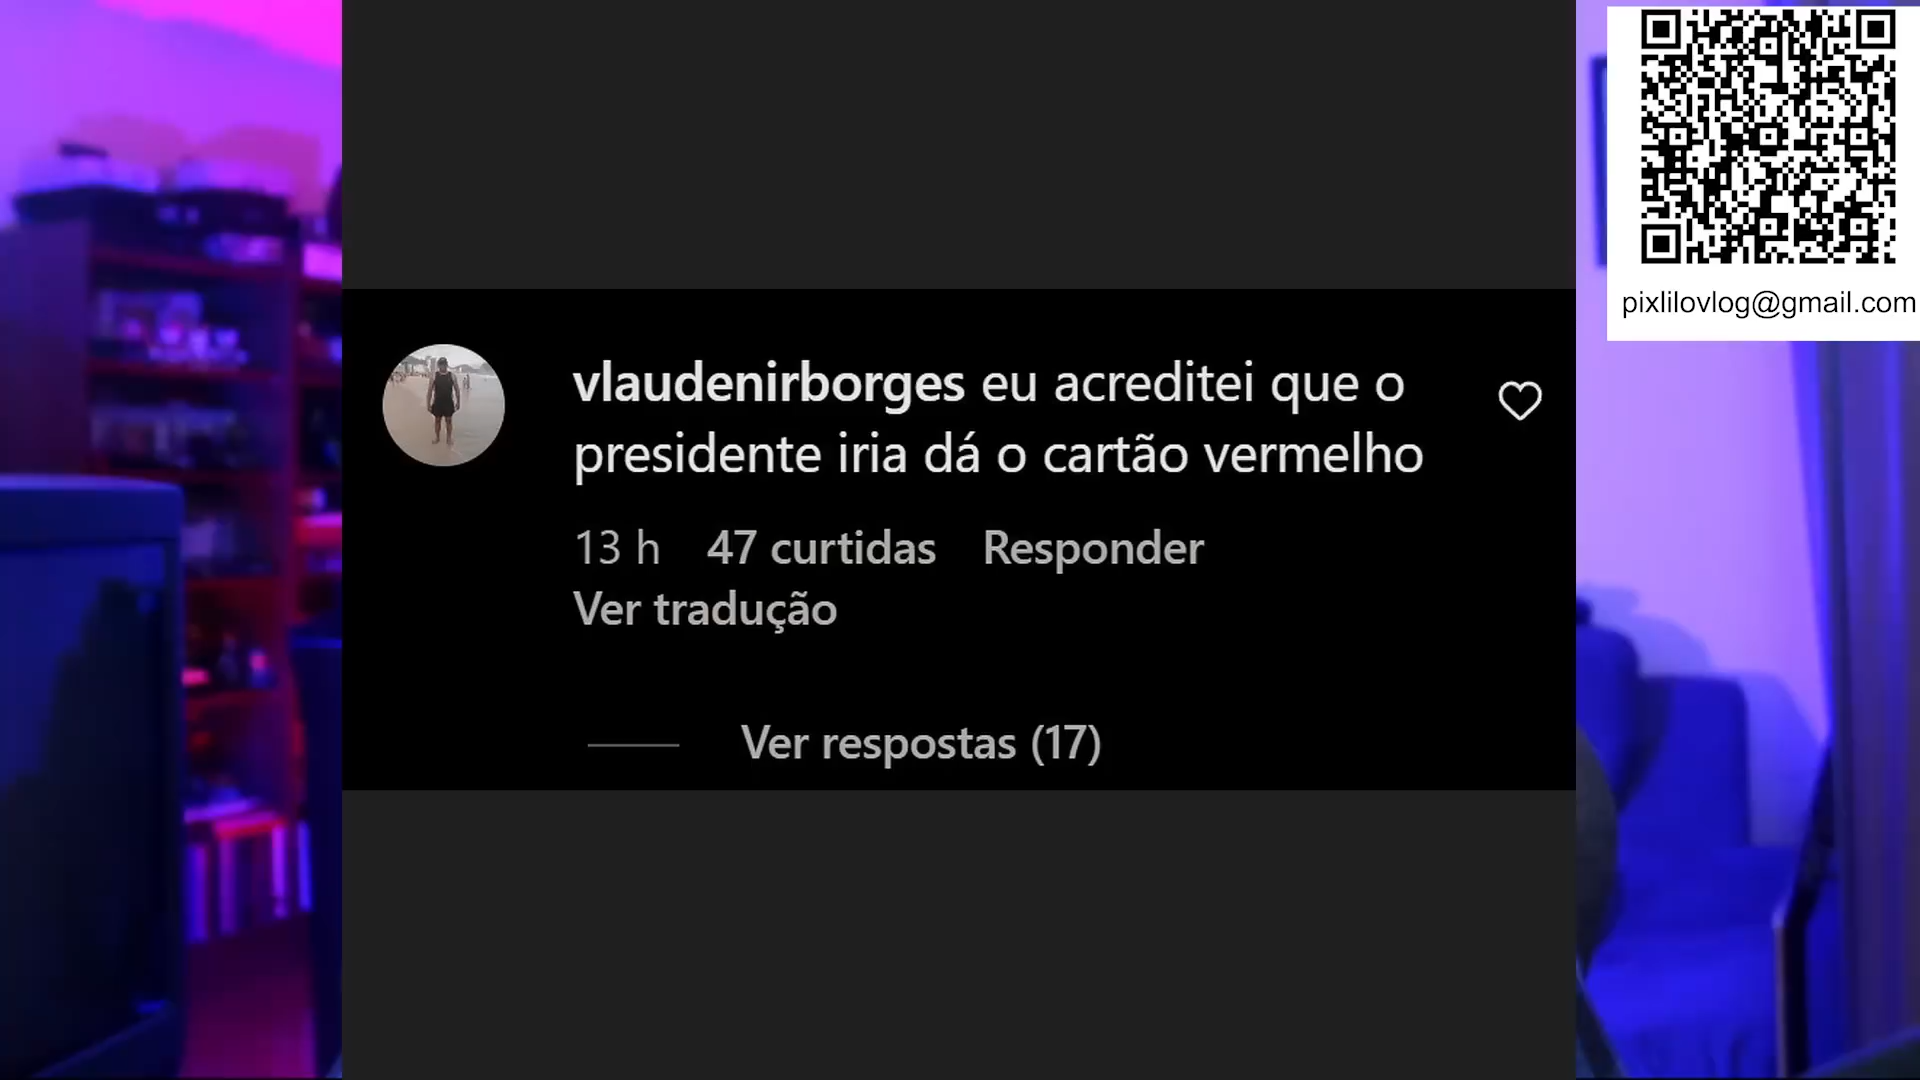 pixlilovlog@gmail.com
vlaudenirborges eu acreditei que o
presidente iria dá o cartão vermelho
13 h 47 curtidas Responder
Ver tradução
Ver respostas (17)